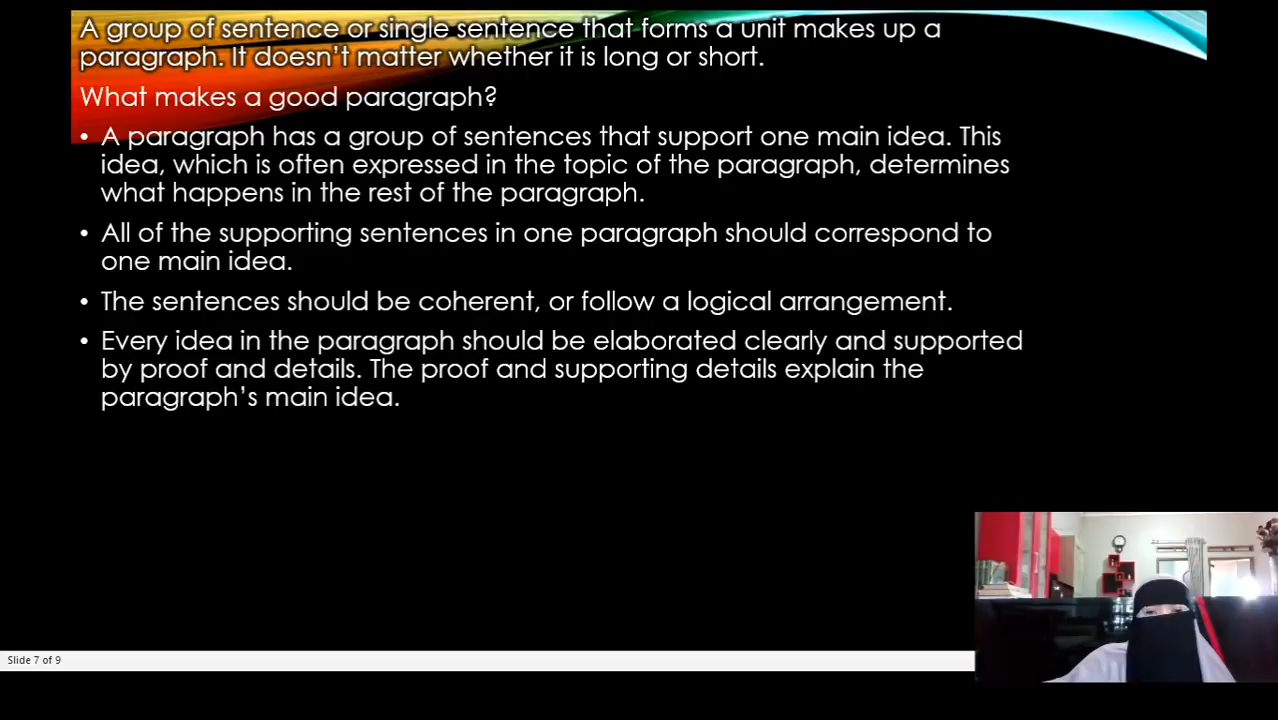 A group of sentence or single sentence that forms a unit makes up a
paragraph. It doesn't matter whether it is long or short.
What makes a good paragraph?
• A paragraph has a group of sentences that support one main idea. This
idea, which is often expressed in the topic of the paragraph, determines
what happens in the rest of the paragraph.
• All of the supporting sentences in one paragraph should correspond to
one main idea.
• The sentences should be coherent, or follow a logical arrangement.
• Every idea in the paragraph should be elaborated clearly and supported
by proof and details. The proof and supporting details explain the
paragraph's main idea.
Slide 7 of 9